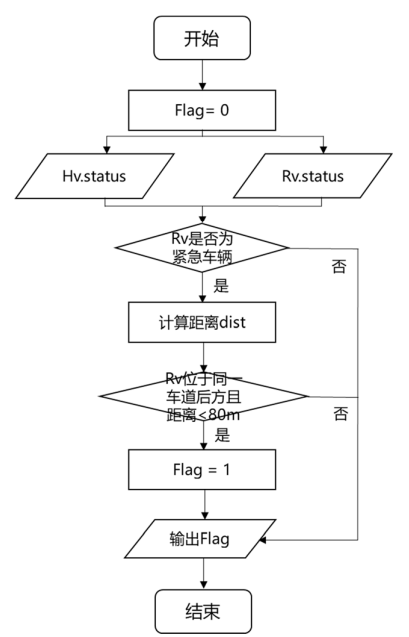 开始
Flag= 0
Hv.status
Rv.status
Rv是否为
紧急车辆
否
是
计算距离dist
Rv位于同一
车道后方且
距离<80m
否
是
Flag = 1
输出Flag
结束